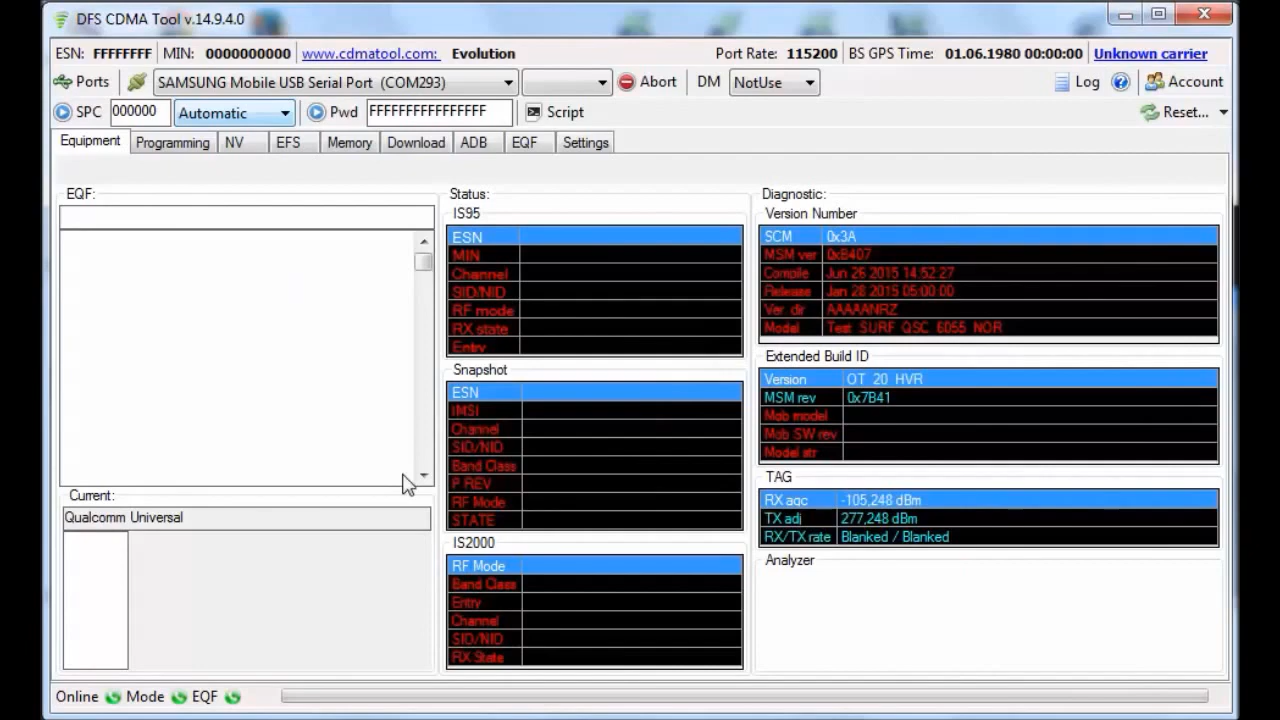 DFS CDMA Tool v.14.9.4.0
ESN: FFFFFFFF MIN: 0000000000 www.cdmatool.com: Evolution Port Rate: 115200 BS GPS Time: 01.06.1980 00:00:00 Unknown carrier
Ports SAMSUNG Mobile USB Serial Port (COM293) Abort DM NotUse Log Account
SPC 000000 Automatic Pwd FFFFFFFFFFFFFFFF Script Reset...
Equipment Programming NV EFS Memory Download ADB EQF Settings
EQF:
Current:
Qualcomm Universal
Status:
IS95
ESN
MIN
Channel
SID/NID
RF mode
RX state
Entry
Snapshot
ESN
IMSI
Channel
SID/NID
Band Class
P REV
RF Mode
STATE
IS2000
RF Mode
Band Class
Entry
Channel
SID/NID
RX State
Diagnostic:
Version Number
SCM 0x3A
MSM ver 0xB407
Compile Jun 26 2015 14:52:27
Release Jan 28 2015 05:00:00
Ver. dir AAAAANRZ
Model Test SURF QSC 6055 NOR
Extended Build ID
Version OT 20 HVR
MSM rev 0x7B41
Mob model
Mob SW rev
Model str
TAG
RX agc -105,248 dBm
TX adj 277,248 dBm
RX/TX rate Blanked / Blanked
Analyzer
Online Mode EQF